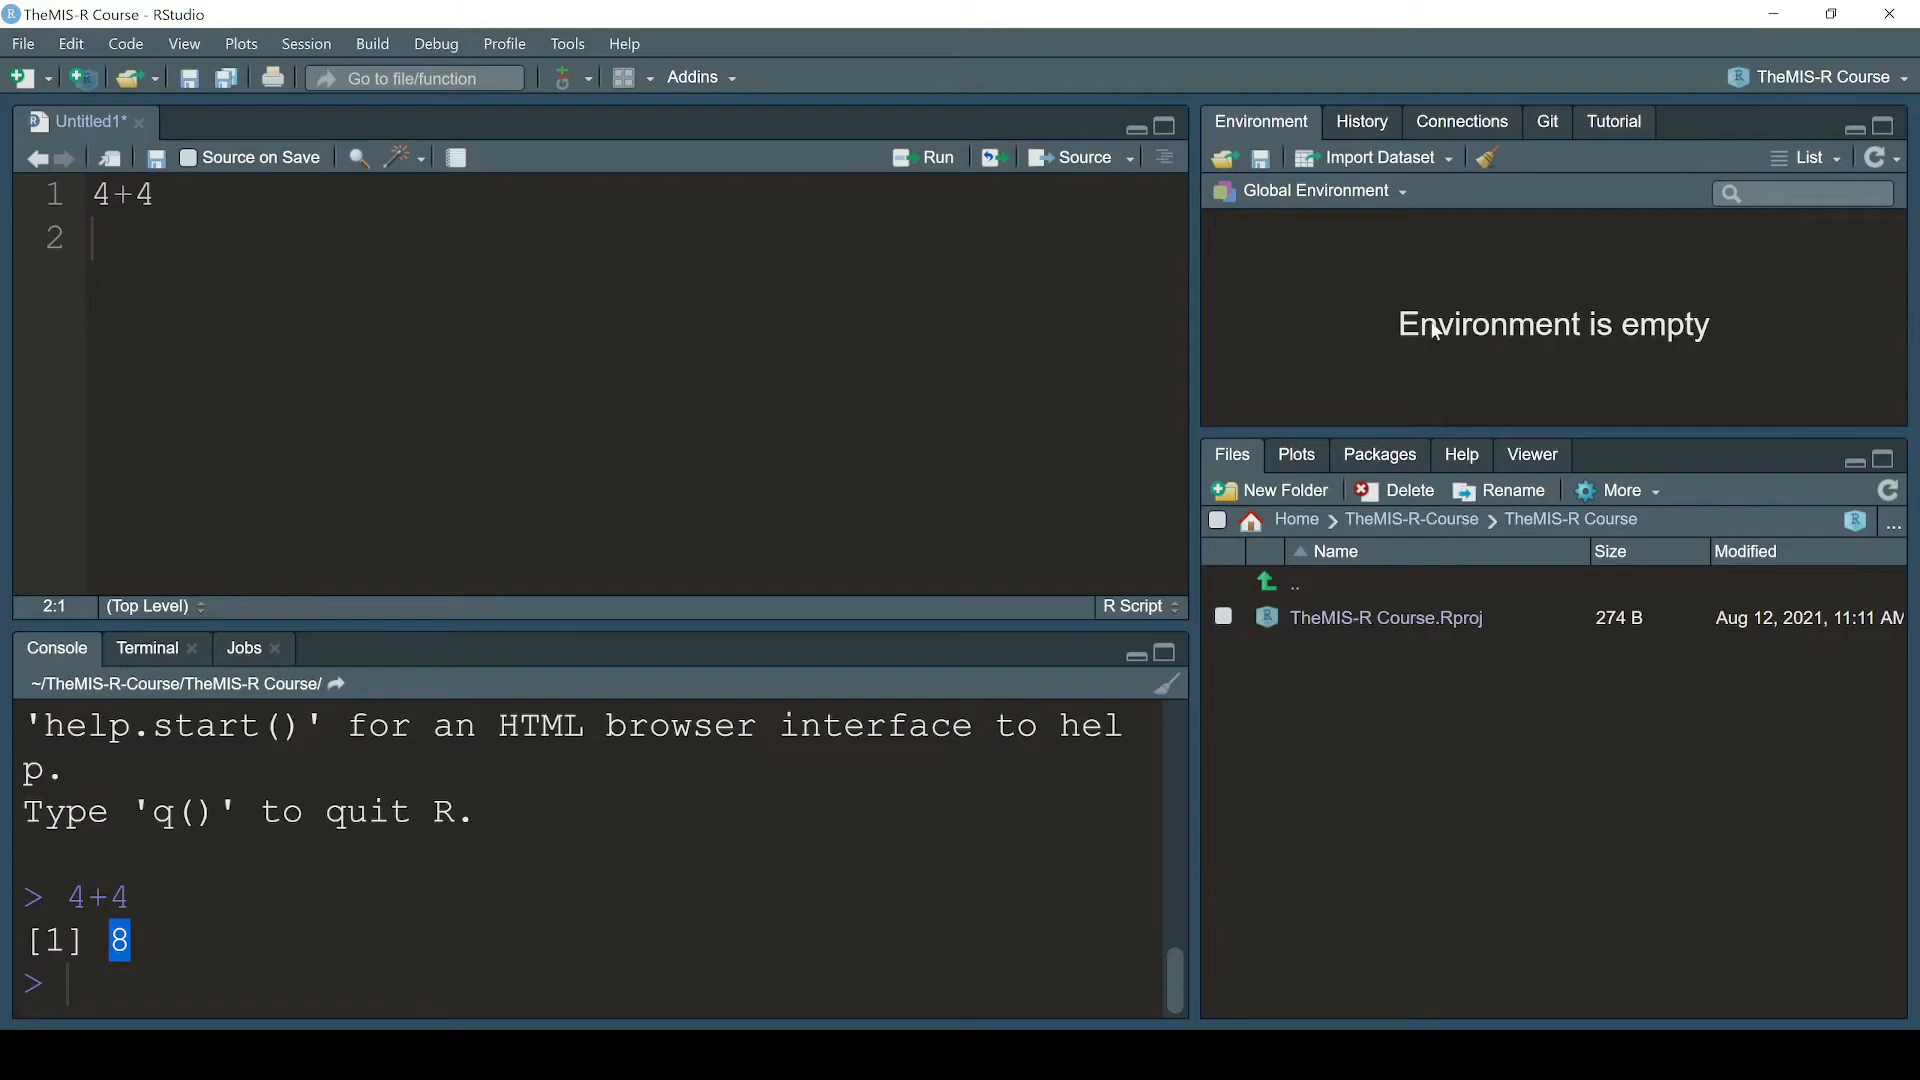 TheMIS-R Course - RStudio
File Edit Code View Plots Session Build Debug Profile Tools Help
Go to file/function Addins TheMIS-R Course
Untitled1*
Source on Save Run Source
1 4+4
2
2:1 (Top Level) R Script
Console Terminal Jobs
~/TheMIS-R-Course/TheMIS-R Course/
'help.start()' for an HTML browser interface to hel
p.
Type 'q()' to quit R.
> 4+4
[1] 8
>
Environment History Connections Git Tutorial
Import Dataset List
Global Environment
Environment is empty
Files Plots Packages Help Viewer
New Folder Delete Rename More
Home TheMIS-R-Course TheMIS-R Course ...
Name Size Modified
..
TheMIS-R Course.Rproj 274 B Aug 12, 2021, 11:11 AM